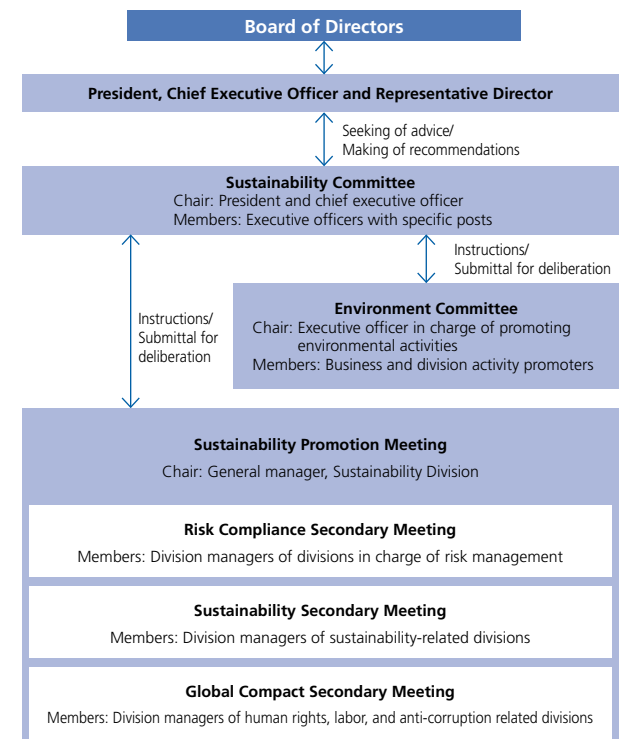 Board of Directors
President, Chief Executive Officer and Representative Director
Seeking of advice/
Making of recommendations
Sustainability Committee
Chair: President and chief executive officer
Members: Executive officers with specific posts
Instructions/
Submittal for deliberation
Environment Committee
Chair: Executive officer in charge of promoting
environmental activities
Members: Business and division activity promoters
Instructions/
Submittal for
deliberation
Sustainability Promotion Meeting
Chair: General manager, Sustainability Division
Risk Compliance Secondary Meeting
Members: Division managers of divisions in charge of risk management
Sustainability Secondary Meeting
Members: Division managers of sustainability-related divisions
Global Compact Secondary Meeting
Members: Division managers of human rights, labor, and anti-corruption related divisions